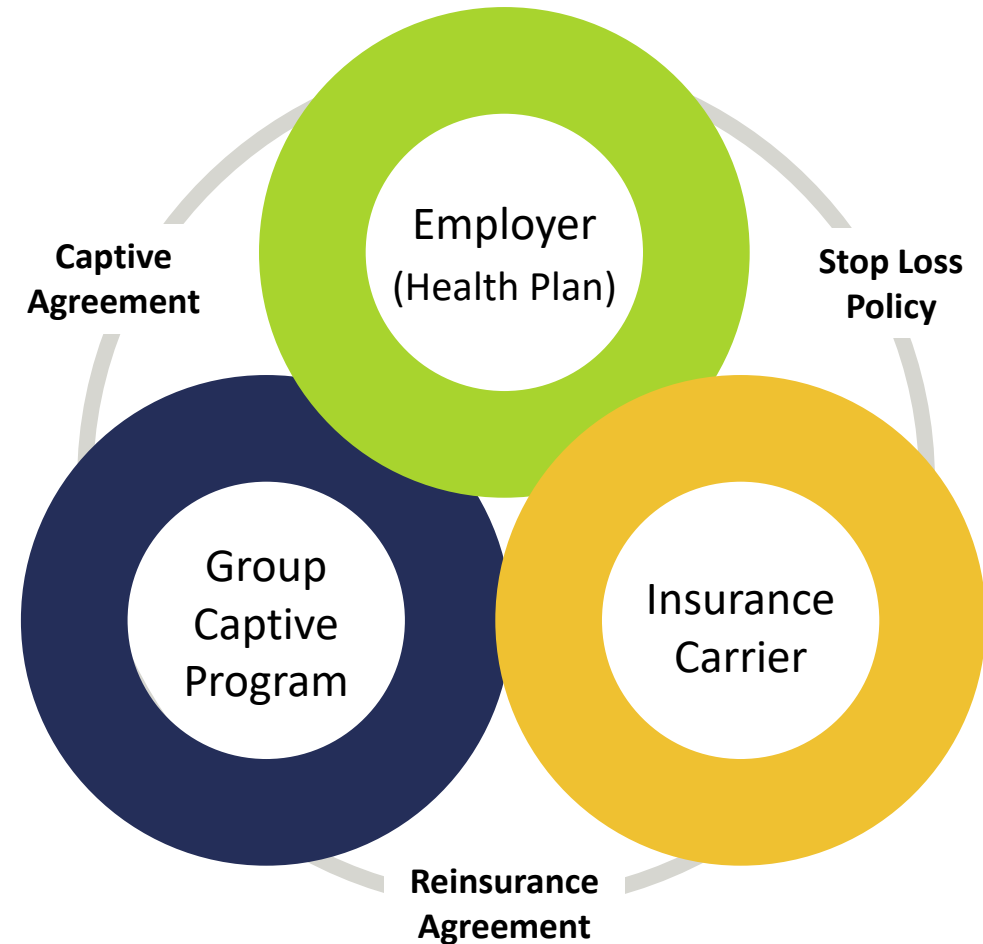 Employer
(Health Plan)
Captive
Agreement
Stop Loss
Policy
Group
Captive
Program
Insurance
Carrier
Reinsurance
Agreement